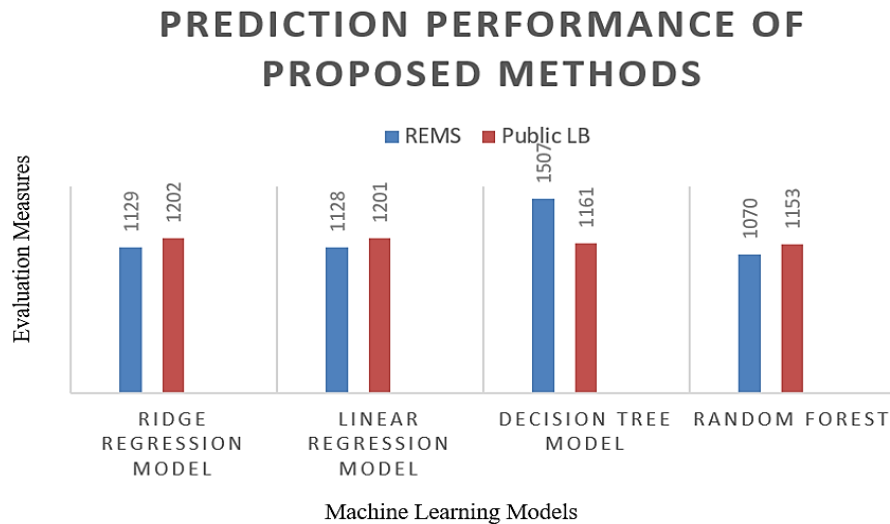 PREDICTION PERFORMANCE OF
PROPOSED METHODS
REMS Public LB
Evaluation Measures
1129 1202 1128 1201 1507 1161 1070 1153
RIDGE
REGRESSION
MODEL
LINEAR
REGRESSION
MODEL
DECISION TREE
MODEL
RANDOM FOREST
Machine Learning Models